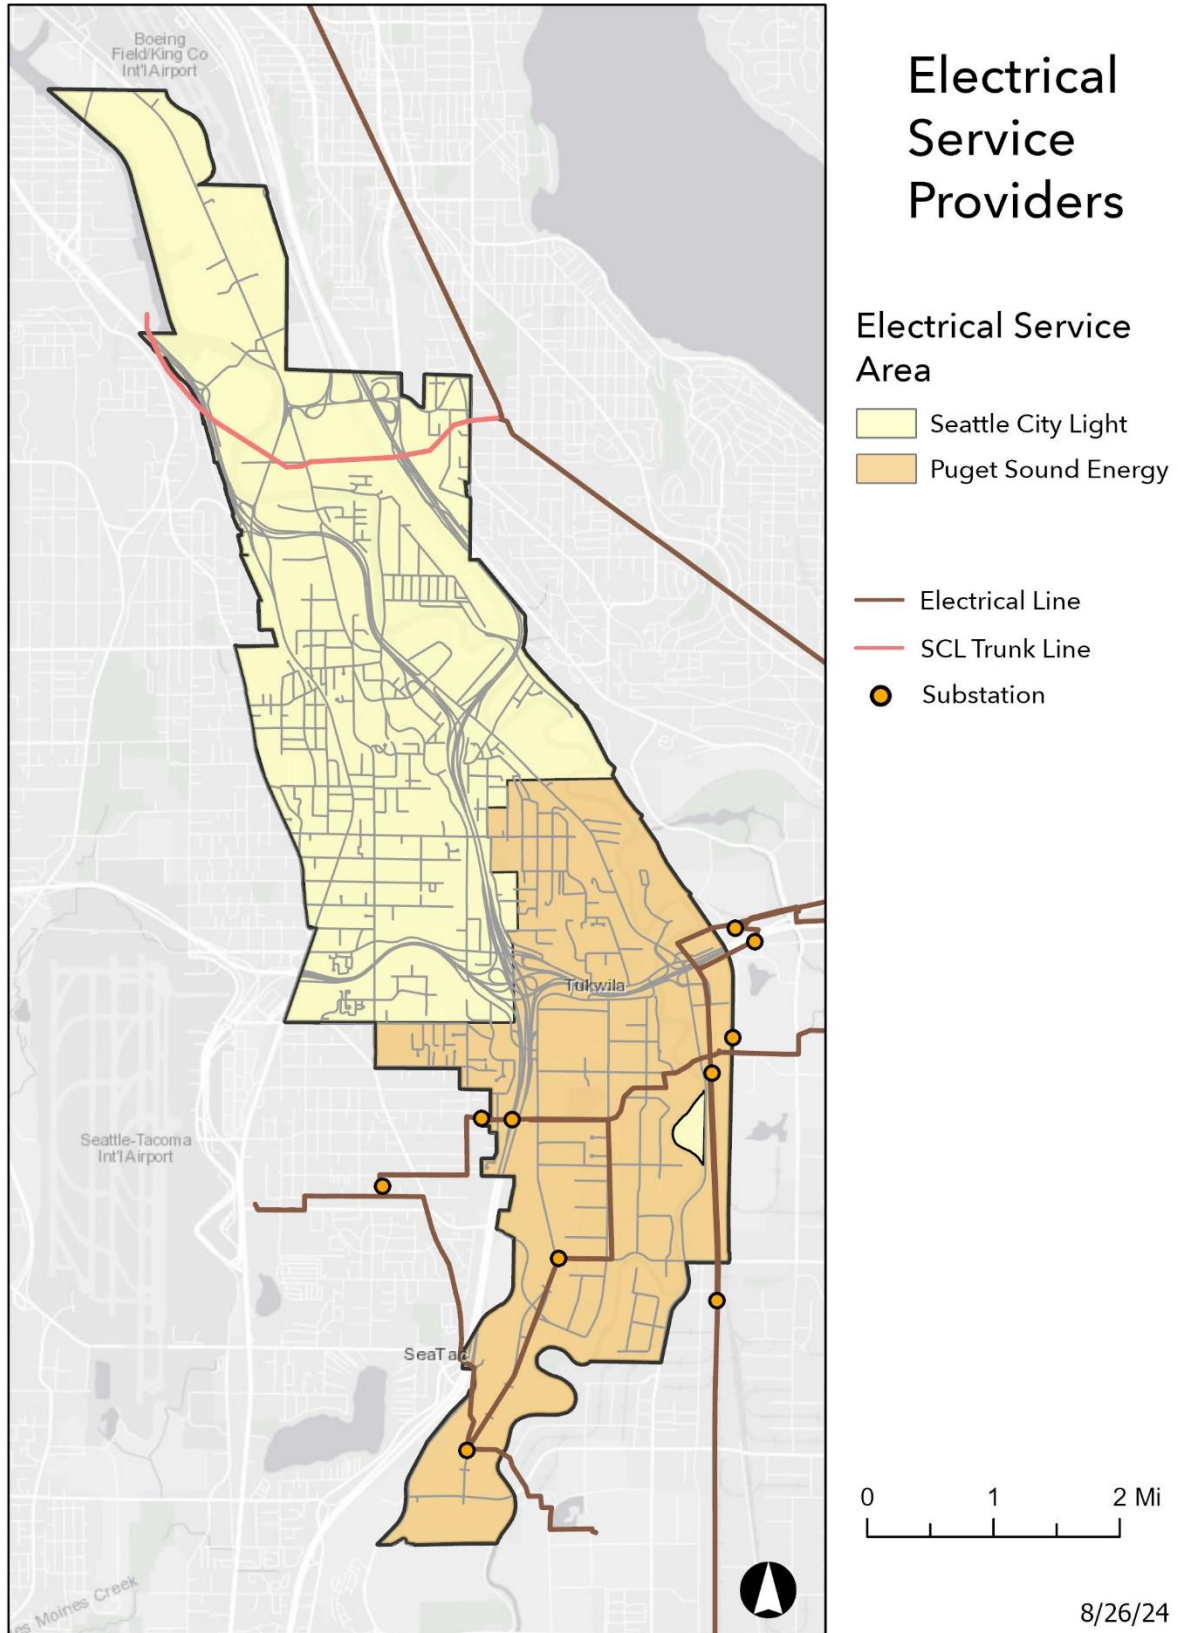 Boeing
Field/King Co
Int'l Airport
Electrical
Service
Providers
Electrical Service
Area
Seattle City Light
Puget Sound Energy
Electrical Line
SCL Trunk Line
Substation
Tukwila
Seattle-Tacoma
Int'l Airport
SeaTac
es Moines Creek
0 1 2 Mi
8/26/24